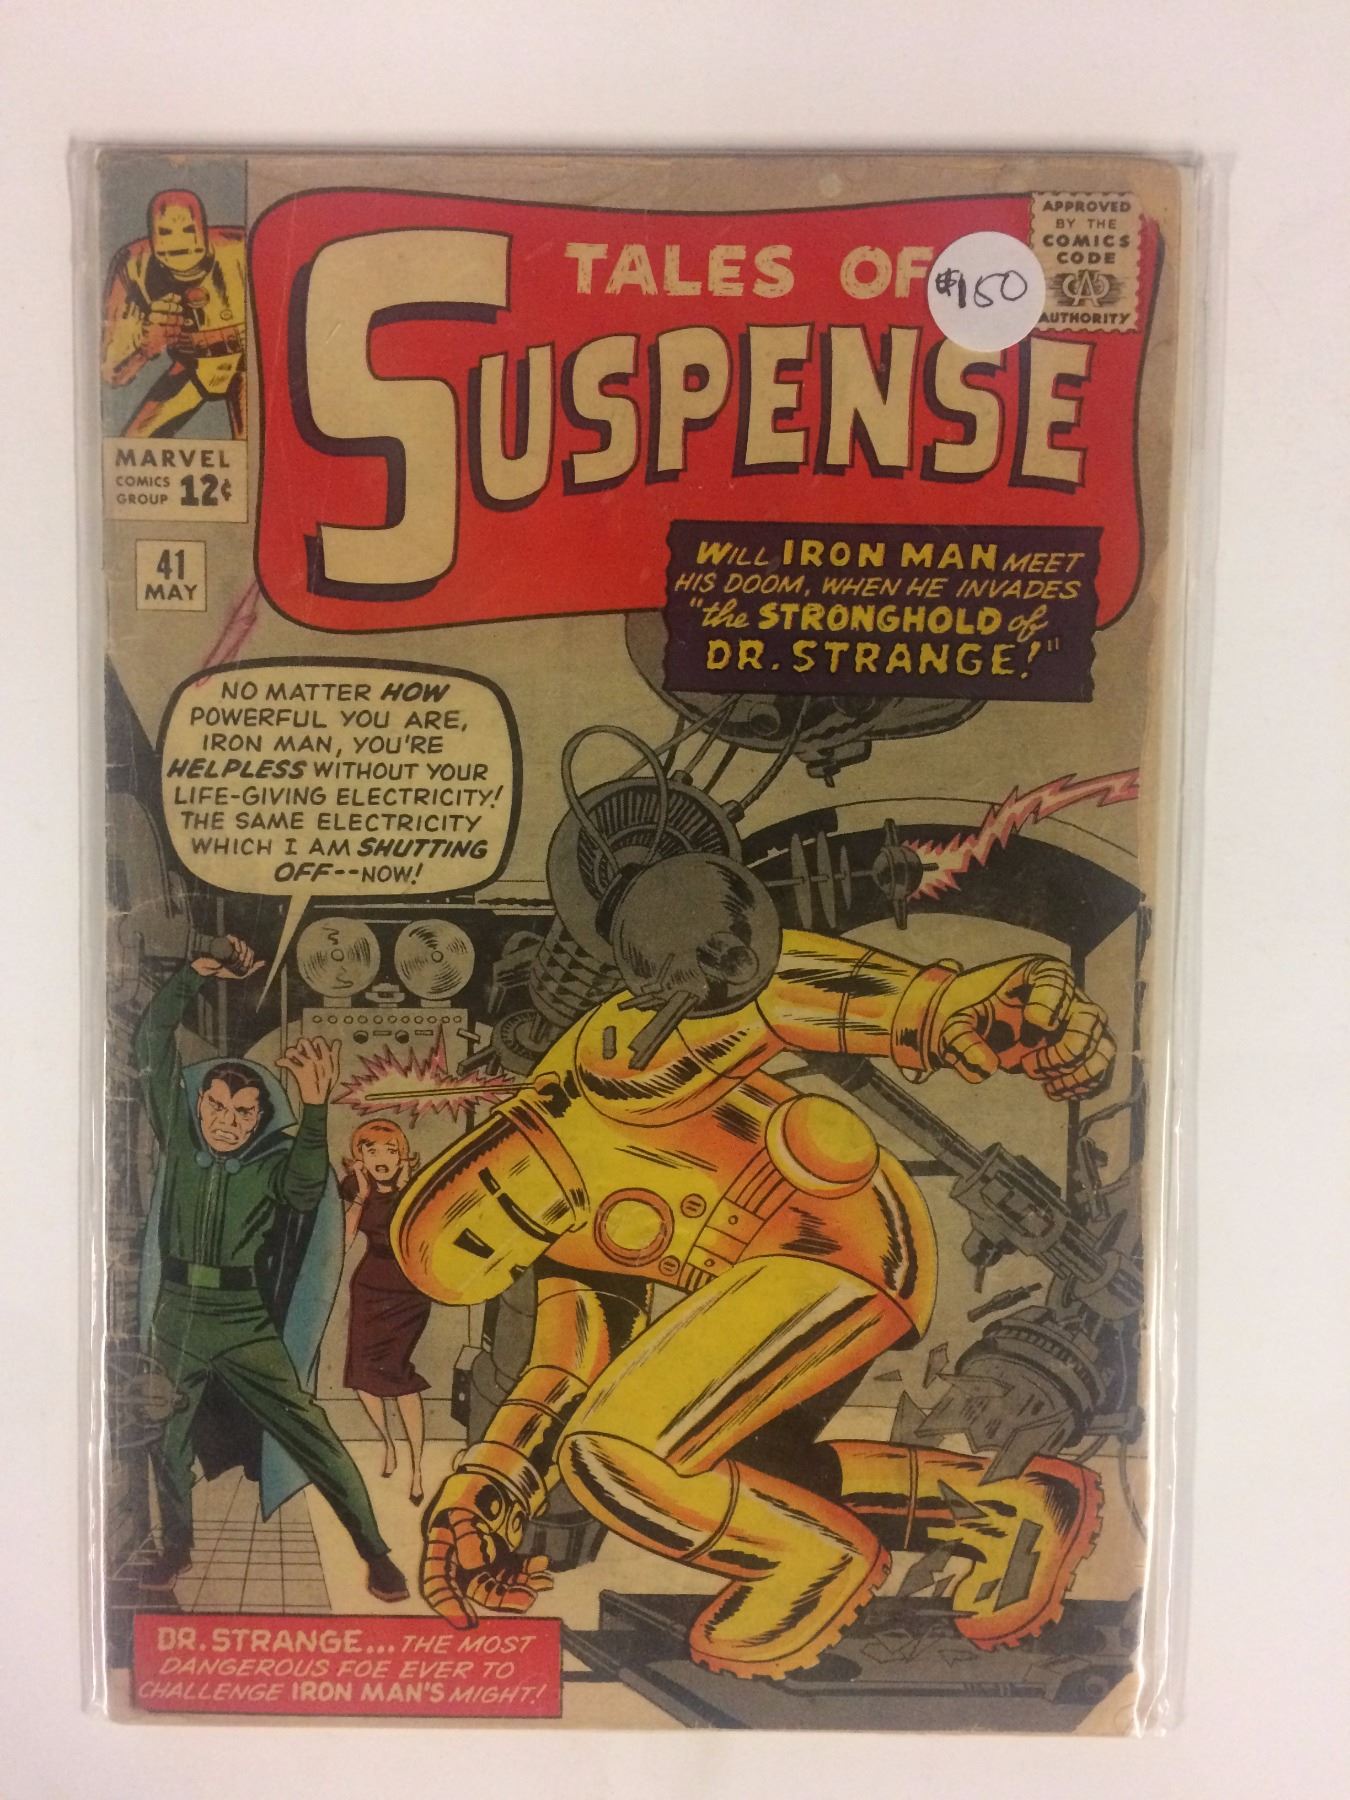 TALES OF
SUSPENSE
$150
APPROVED
BY THE
COMICS
CODE
CA
AUTHORITY
MARVEL
COMICS
GROUP 12¢
41
MAY
WILL IRON MAN MEET
HIS DOOM, WHEN HE INVADES
"the STRONGHOLD of
DR. STRANGE!"
NO MATTER HOW
POWERFUL YOU ARE,
IRON MAN, YOU'RE
HELPLESS WITHOUT YOUR
LIFE-GIVING ELECTRICITY!
THE SAME ELECTRICITY
WHICH I AM SHUTTING
OFF--NOW!
DR. STRANGE... THE MOST
DANGEROUS FOE EVER TO
CHALLENGE IRON MAN'S MIGHT!